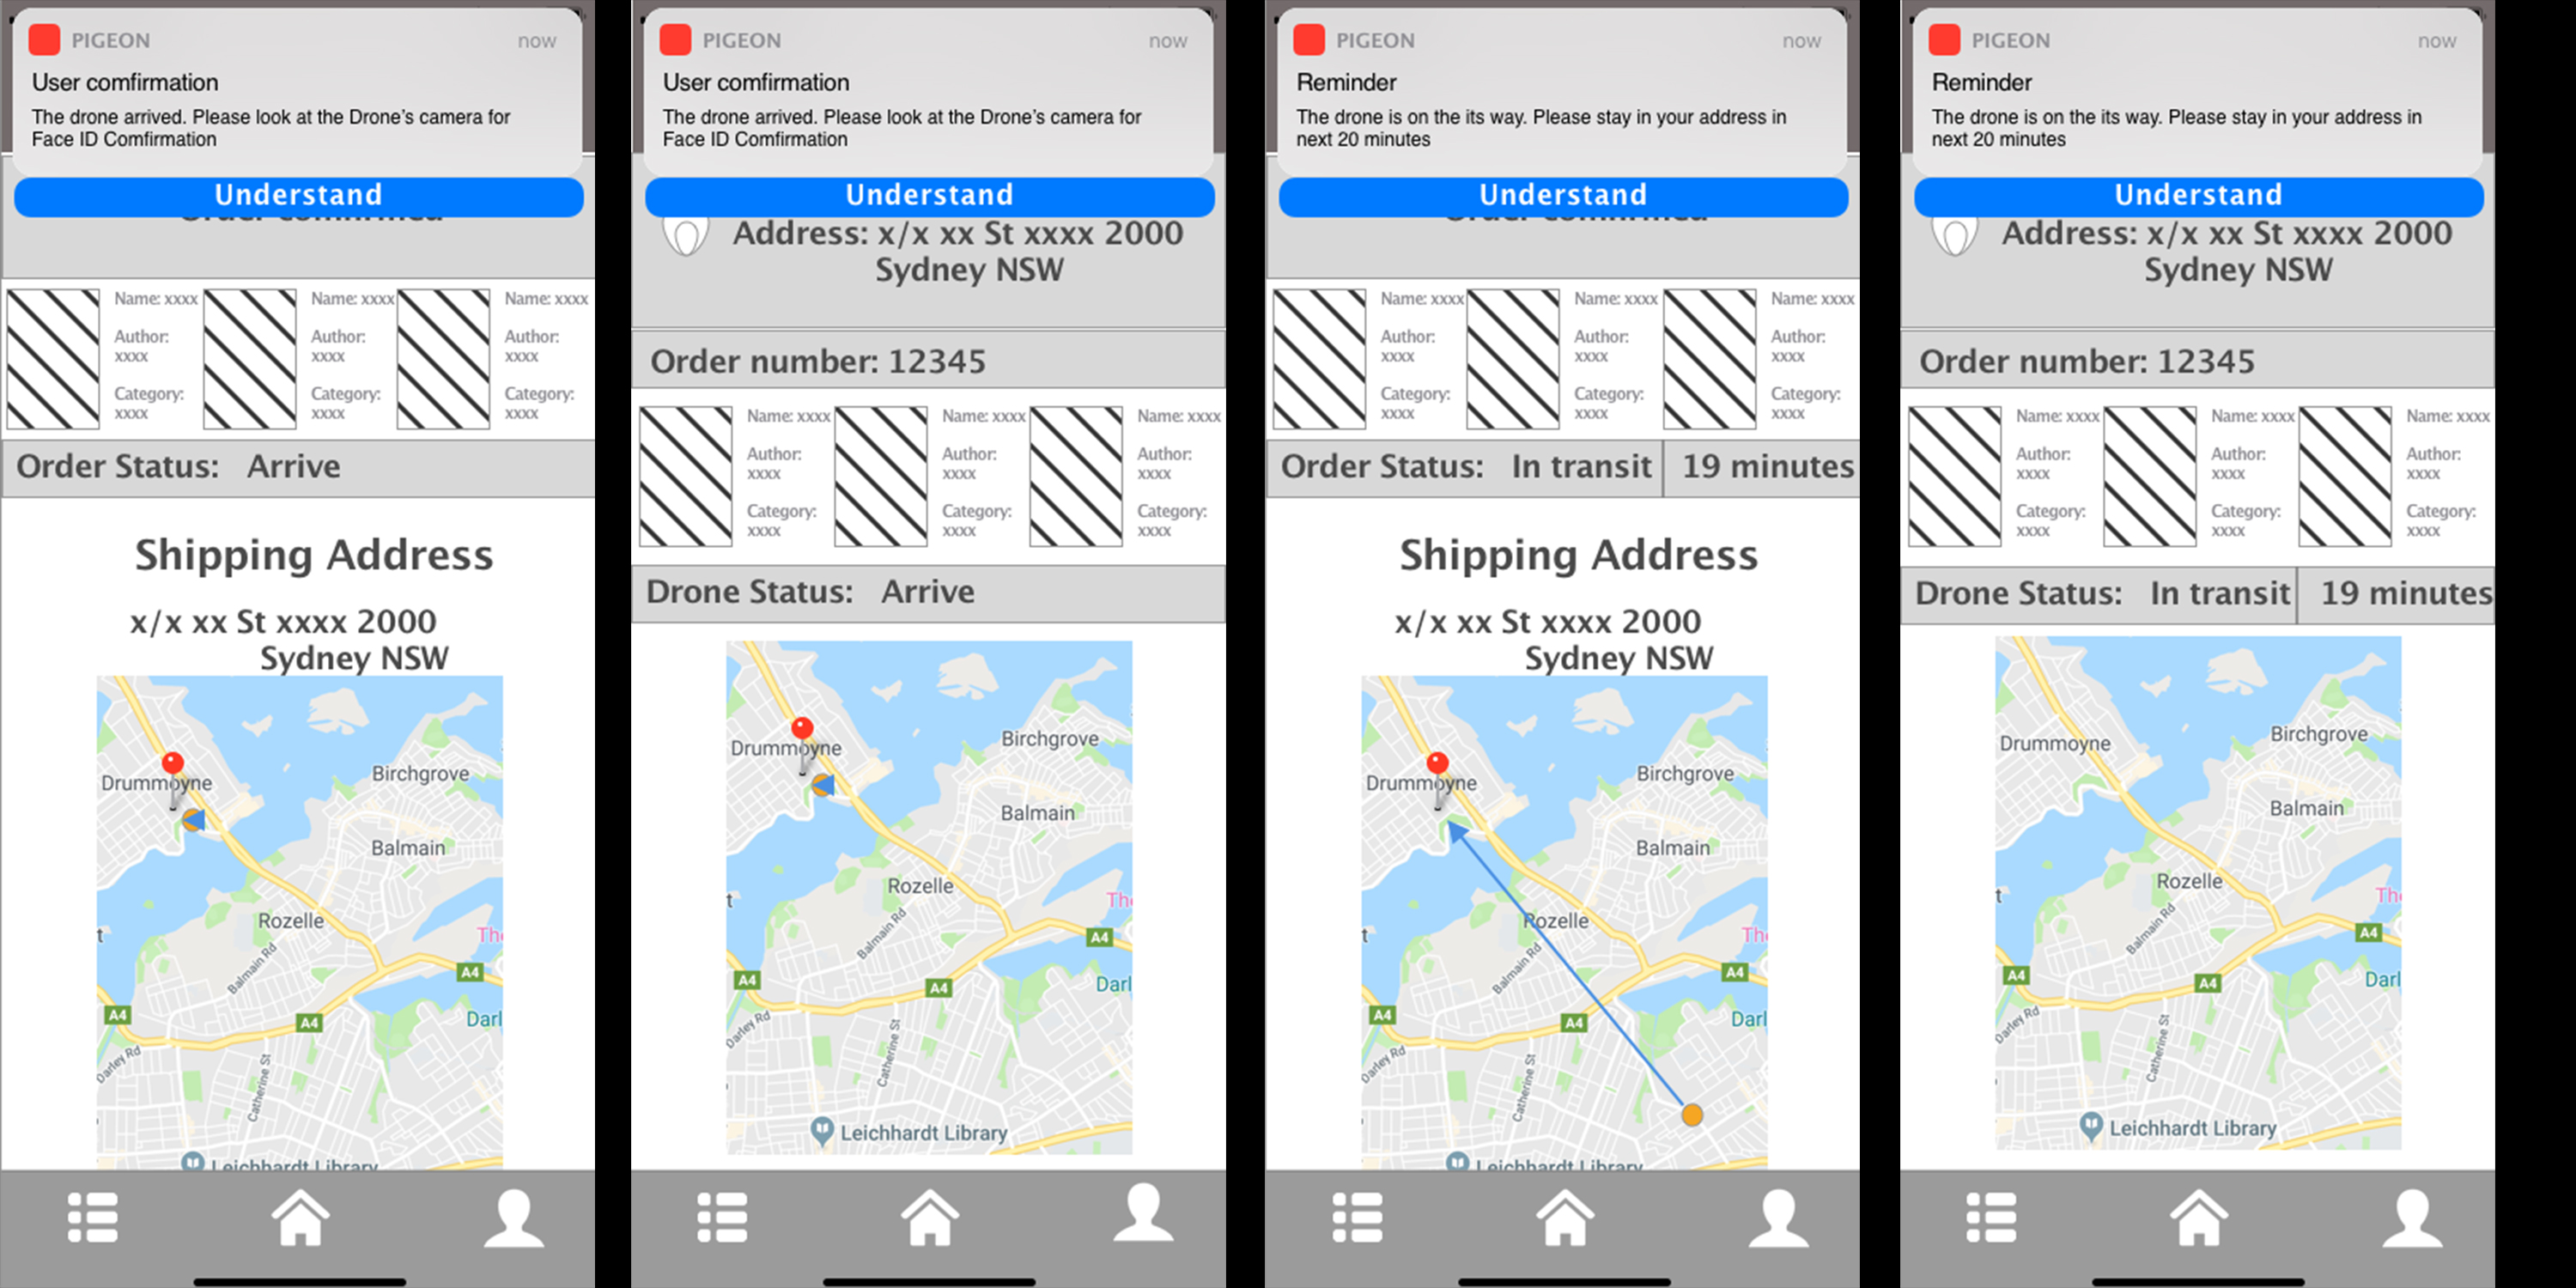 PIGEON now
User comfirmation
The drone arrived. Please look at the Drone's camera for
Face ID Comfirmation
Understand
Order comfirmed
Name: xxxx
Author:
xxxx
Category:
xxxx
Name: xxxx
Author:
xxxx
Category:
xxxx
Name: xxxx
Author:
xxxx
Category:
xxxx
Order Status: Arrive
Shipping Address
x/x xx St xxxx 2000
Sydney NSW
Drummoyne
Birchgrove
Balmain
Rozelle
t
The
Balmain Rd
A4
A4
A4
Darl
Darley Rd
Catherine St
Leichhardt Library
PIGEON now
User comfirmation
The drone arrived. Please look at the Drone's camera for
Face ID Comfirmation
Understand
Address: x/x xx St xxxx 2000
Sydney NSW
Order number: 12345
Name: xxxx
Author:
xxxx
Category:
xxxx
Name: xxxx
Author:
xxxx
Category:
xxxx
Name: xxxx
Author:
xxxx
Category:
xxxx
Drone Status: Arrive
Drummoyne
Birchgrove
Balmain
Rozelle
t
The
Balmain Rd
A4
A4
A4
Darl
Darley Rd
Catherine St
Leichhardt Library
PIGEON now
Reminder
The drone is on the its way. Please stay in your address in
next 20 minutes
Understand
Order comfirmed
Name: xxxx
Author:
xxxx
Category:
xxxx
Name: xxxx
Author:
xxxx
Category:
xxxx
Name: xxxx
Author:
xxxx
Category:
xxxx
Order Status: In transit 19 minutes
Shipping Address
x/x xx St xxxx 2000
Sydney NSW
Drummoyne
Birchgrove
Balmain
Rozelle
t
The
Balmain Rd
A4
A4
A4
Darl
Darley Rd
Catherine St
Leichhardt Library
PIGEON now
Reminder
The drone is on the its way. Please stay in your address in
next 20 minutes
Understand
Address: x/x xx St xxxx 2000
Sydney NSW
Order number: 12345
Name: xxxx
Author:
xxxx
Category:
xxxx
Name: xxxx
Author:
xxxx
Category:
xxxx
Name: xxxx
Author:
xxxx
Category:
xxxx
Drone Status: In transit 19 minutes
Drummoyne
Birchgrove
Balmain
Rozelle
t
The
Balmain Rd
A4
A4
A4
Darl
Darley Rd
Catherine St
Leichhardt Library